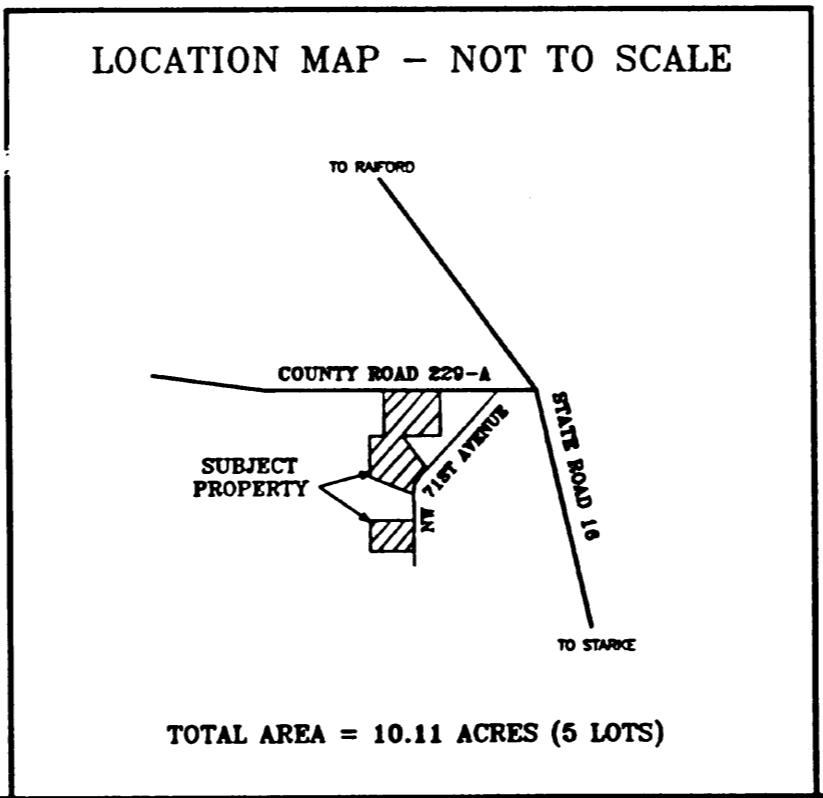 LOCATION MAP - NOT TO SCALE
TO RAIFORD
COUNTY ROAD 229-A
STATE ROAD 16
NW 71ST AVENUE
SUBJECT
PROPERTY
TO STARKE
TOTAL AREA = 10.11 ACRES (5 LOTS)